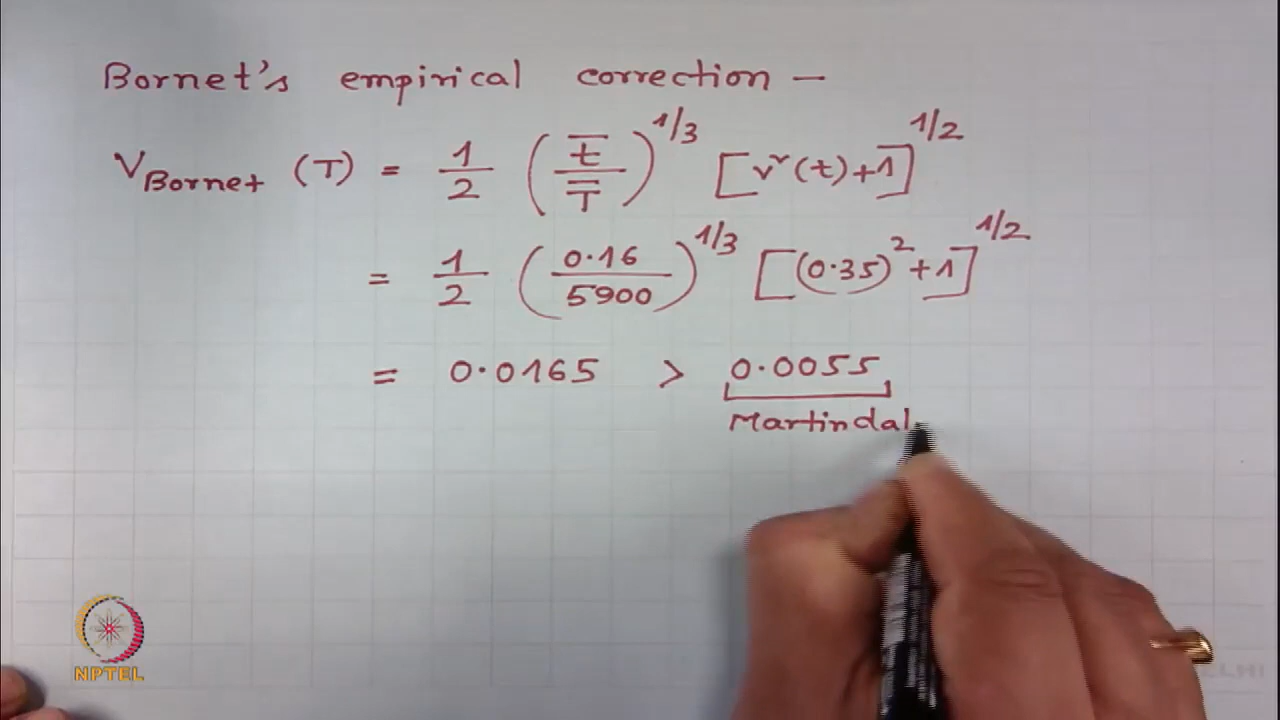 Bornet's empirical correction –
V_Bornet (T) = 1/2 (t̅/T̅)^1/3 [v²(t)+1]^1/2
= 1/2 (0.16/5900)^1/3 [(0.35)²+1]^1/2
= 0.0165 > 0.0055
Martindal
NPTEL